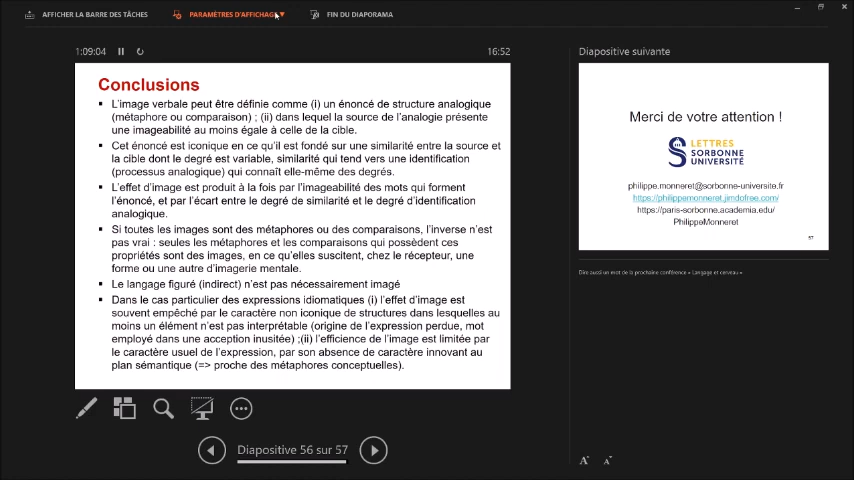 AFFICHER LA BARRE DES TÂCHES
PARAMÈTRES D'AFFICHAGE
FIN DU DIAPORAMA
1:09:04
16:52
Conclusions
L'image verbale peut être définie comme (i) un énoncé de structure analogique
(métaphore ou comparaison) ; (ii) dans lequel la source de l'analogie présente
une imageabilité au moins égale à celle de la cible.
Cet énoncé est iconique en ce qu'il est fondé sur une similarité entre la source et
la cible dont le degré est variable, similarité qui tend vers une identification
(processus analogique) qui connaît elle-même des degrés.
L'effet d'image est produit à la fois par l'imageabilité des mots qui forment
l'énoncé, et par l'écart entre le degré de similarité et le degré d'identification
analogique.
Si toutes les images sont des métaphores ou des comparaisons, l'inverse n'est
pas vrai : seules les métaphores et les comparaisons qui possèdent ces
propriétés sont des images, en ce qu'elles suscitent, chez le récepteur, une
forme ou une autre d'imagerie mentale.
Le langage figuré (indirect) n'est pas nécessairement imagé
Dans le cas particulier des expressions idiomatiques (i) l'effet d'image est
souvent empêché par le caractère non iconique de structures dans lesquelles au
moins un élément n'est pas interprétable (origine de l'expression perdue, mot
employé dans une acception inusitée) ;(ii) l'efficience de l'image est limitée par
le caractère usuel de l'expression, par son absence de caractère innovant au
plan sémantique (=> proche des métaphores conceptuelles).
Diapositive 56 sur 57
Diapositive suivante
Merci de votre attention !
LETTRES
SORBONNE
UNIVERSITÉ
philippe.monneret@sorbonne-universite.fr
https://philippemonneret.jimdofree.com/
https://paris-sorbonne.academia.edu/
PhilippeMonneret
57
Dire aussi un mot de la prochaine conférence « Langage et cerveau »
A A